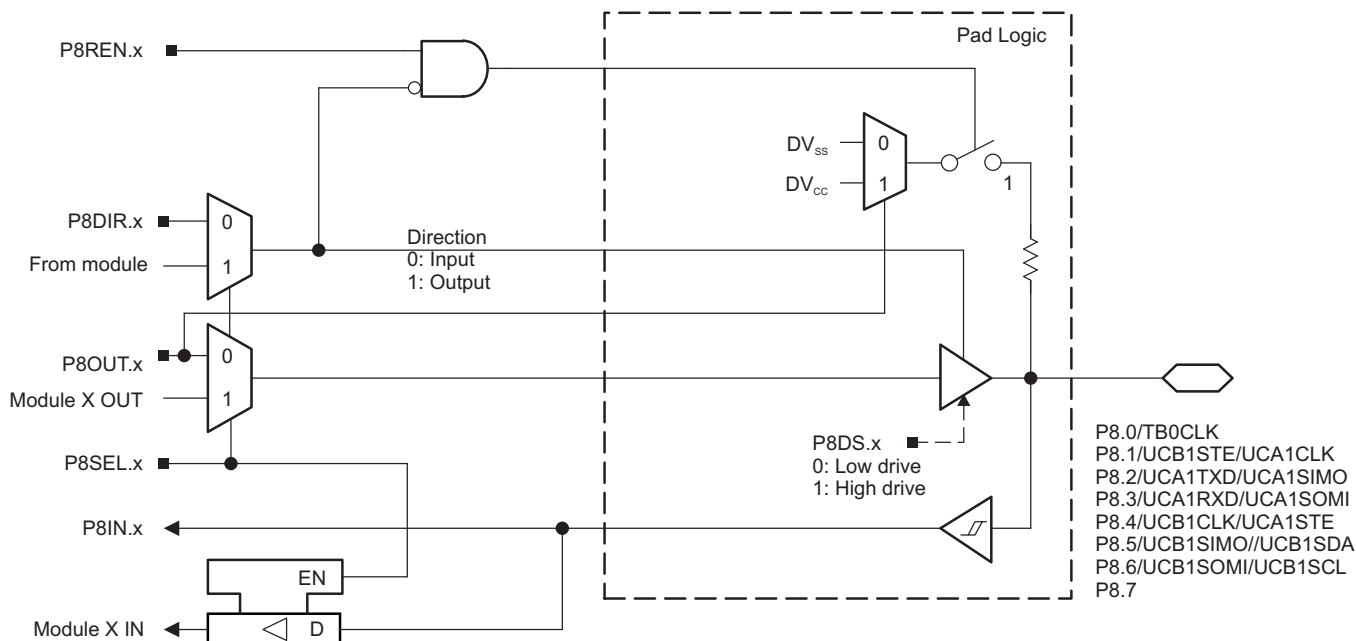 Pad Logic
P8REN.x
DVSS
0
DVCC
1
1
P8DIR.x
0
From module
1
Direction
0: Input
1: Output
P8OUT.x
0
Module X OUT
1
P8SEL.x
P8DS.x
0: Low drive
1: High drive
P8IN.x
EN
Module X IN
D
P8.0/TB0CLK
P8.1/UCB1STE/UCA1CLK
P8.2/UCA1TXD/UCA1SIMO
P8.3/UCA1RXD/UCA1SOMI
P8.4/UCB1CLK/UCA1STE
P8.5/UCB1SIMO//UCB1SDA
P8.6/UCB1SOMI/UCB1SCL
P8.7